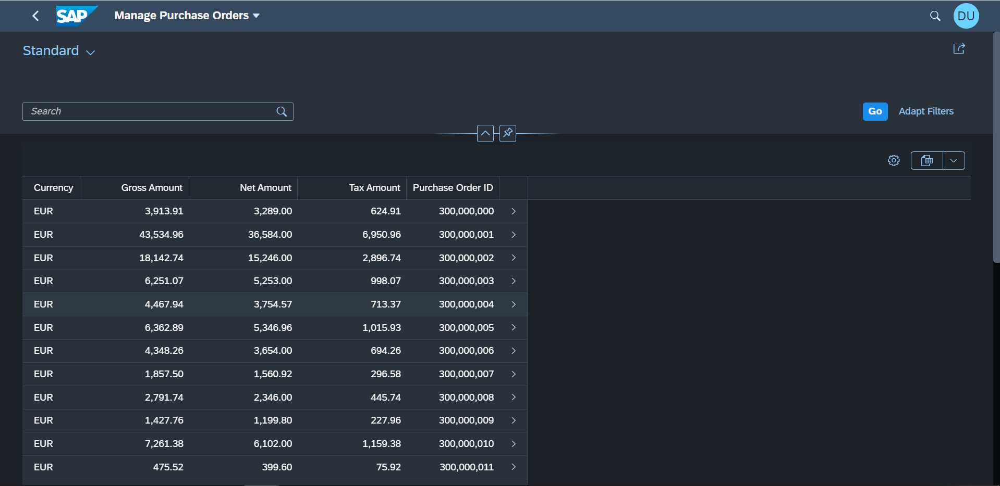 SAP Manage Purchase Orders DU
Standard
Search Go Adapt Filters
Currency Gross Amount Net Amount Tax Amount Purchase Order ID
EUR 3,913.91 3,289.00 624.91 300,000,000
EUR 43,534.96 36,584.00 6,950.96 300,000,001
EUR 18,142.74 15,246.00 2,896.74 300,000,002
EUR 6,251.07 5,253.00 998.07 300,000,003
EUR 4,467.94 3,754.57 713.37 300,000,004
EUR 6,362.89 5,346.96 1,015.93 300,000,005
EUR 4,348.26 3,654.00 694.26 300,000,006
EUR 1,857.50 1,560.92 296.58 300,000,007
EUR 2,791.74 2,346.00 445.74 300,000,008
EUR 1,427.76 1,199.80 227.96 300,000,009
EUR 7,261.38 6,102.00 1,159.38 300,000,010
EUR 475.52 399.60 75.92 300,000,011